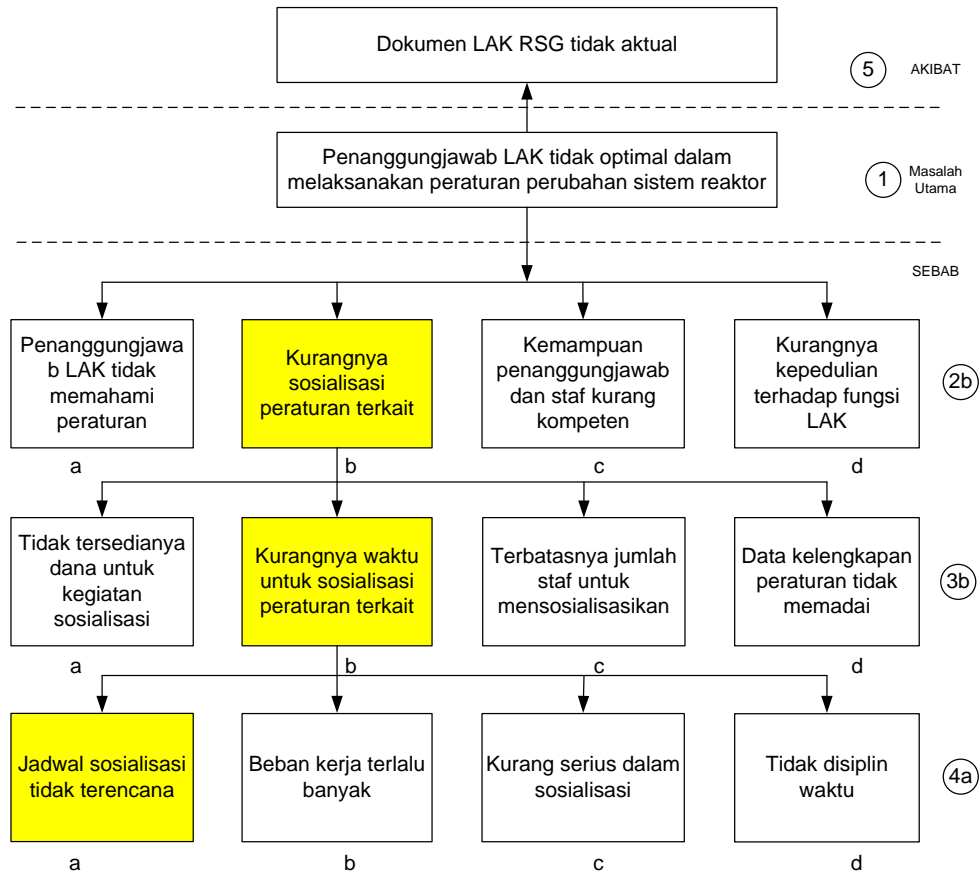 Dokumen LAK RSG tidak aktual
5
AKIBAT
Penanggungjawab LAK tidak optimal dalam
melaksanakan peraturan perubahan sistem reaktor
1
Masalah
Utama
SEBAB
Penanggungjawa
b LAK tidak
memahami
peraturan
a
Kurangnya
sosialisasi
peraturan terkait
b
Kemampuan
penanggungjawab
dan staf kurang
kompeten
c
Kurangnya
kepedulian
terhadap fungsi
LAK
d
2b
Tidak tersedianya
dana untuk
kegiatan
sosialisasi
a
Kurangnya waktu
untuk sosialisasi
peraturan terkait
b
Terbatasnya jumlah
staf untuk
mensosialisasikan
c
Data kelengkapan
peraturan tidak
memadai
d
3b
Jadwal sosialisasi
tidak terencana
a
Beban kerja terlalu
banyak
b
Kurang serius dalam
sosialisasi
c
Tidak disiplin
waktu
d
4a